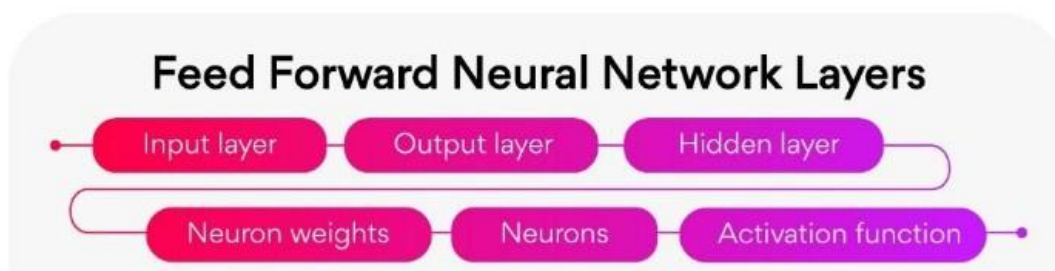 Feed Forward Neural Network Layers
Input layer Output layer Hidden layer
Neuron weights Neurons Activation function